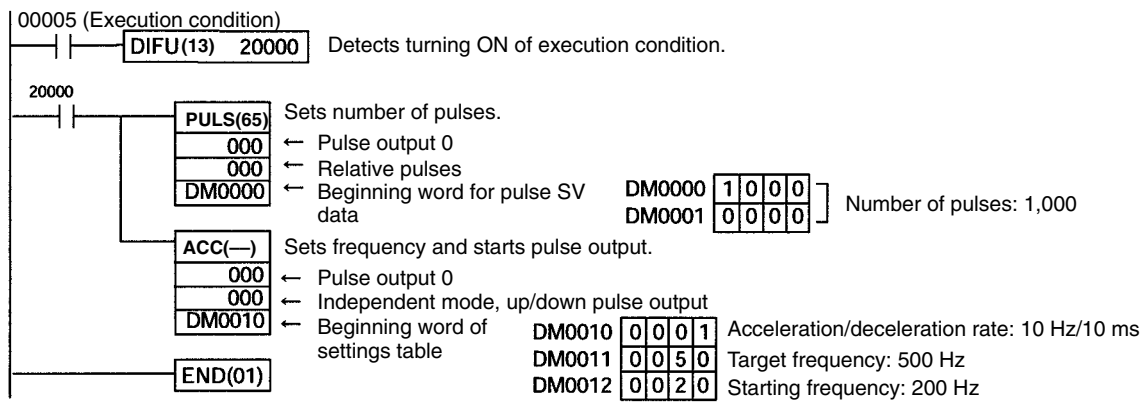 00005 (Execution condition)
DIFU(13) 20000 Detects turning ON of execution condition.
20000
PULS(65) Sets number of pulses.
000 ← Pulse output 0
000 ← Relative pulses
DM0000 ← Beginning word for pulse SV data
DM0000 1 0 0 0
DM0001 0 0 0 0
Number of pulses: 1,000
ACC(—) Sets frequency and starts pulse output.
000 ← Pulse output 0
000 ← Independent mode, up/down pulse output
DM0010 ← Beginning word of settings table
DM0010 0 0 0 1 Acceleration/deceleration rate: 10 Hz/10 ms
DM0011 0 0 5 0 Target frequency: 500 Hz
DM0012 0 0 2 0 Starting frequency: 200 Hz
END(01)